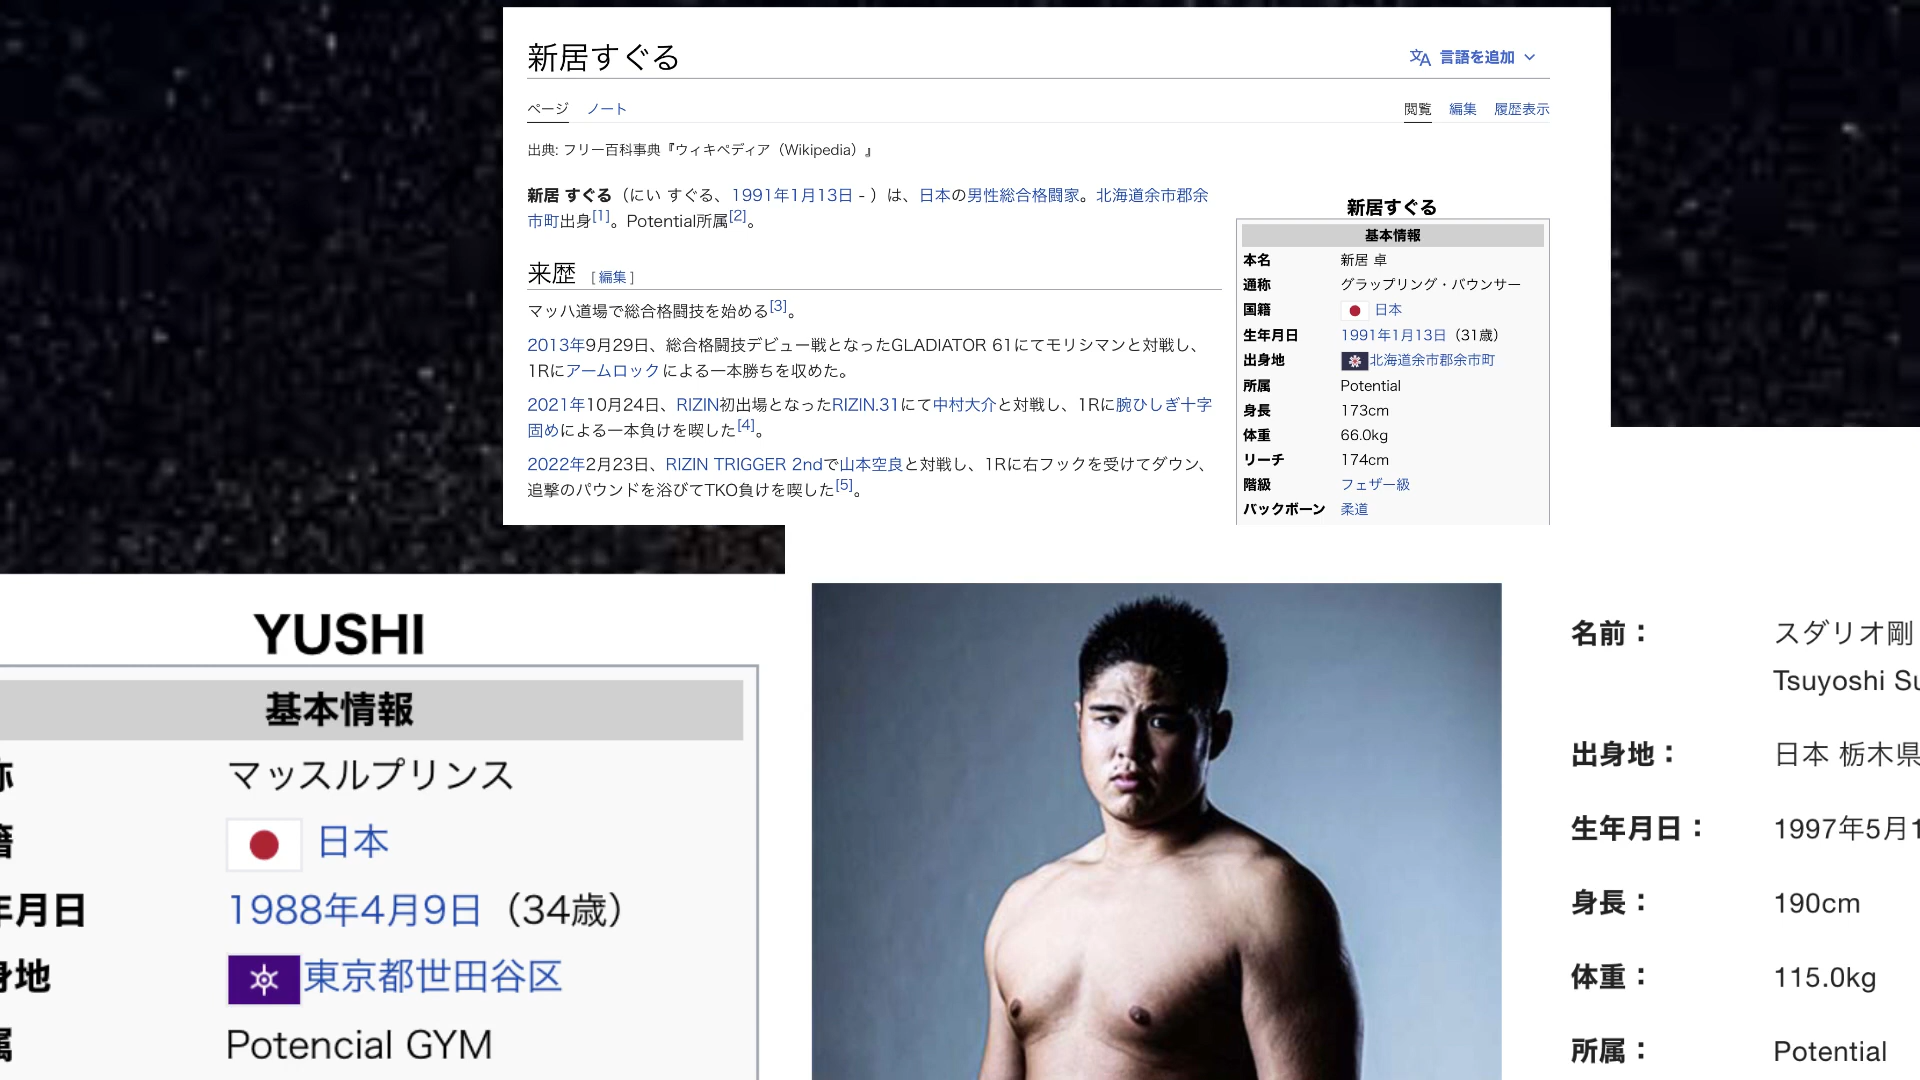 新居すぐる
言語を追加
ページ ノート
閲覧 編集 履歴表示
出典: フリー百科事典『ウィキペディア（Wikipedia）』
新居 すぐる（にい すぐる、1991年1月13日 - ）は、日本の男性総合格闘家。北海道余市郡余
市町出身[1]。Potential所属[2]。
来歴 [編集]
マッハ道場で総合格闘技を始める[3]。
2013年9月29日、総合格闘技デビュー戦となったGLADIATOR 61にてモリシマンと対戦し、
1Rにアームロックによる一本勝ちを収めた。
2021年10月24日、RIZIN初出場となったRIZIN.31にて中村大介と対戦し、1Rに腕ひしぎ十字
固めによる一本負けを喫した[4]。
2022年2月23日、RIZIN TRIGGER 2ndで山本空良と対戦し、1Rに右フックを受けてダウン、
追撃のパウンドを浴びてTKO負けを喫した[5]。
新居すぐる
基本情報
本名 新居 卓
通称 グラップリング・バウンサー
国籍 日本
生年月日 1991年1月13日（31歳）
出身地 北海道余市郡余市町
所属 Potential
身長 173cm
体重 66.0kg
リーチ 174cm
階級 フェザー級
バックボーン 柔道
YUSHI
基本情報
称 マッスルプリンス
籍 日本
年月日 1988年4月9日（34歳）
身地 東京都世田谷区
属 Potencial GYM
名前： スダリオ剛
Tsuyoshi Su
出身地： 日本 栃木県
生年月日： 1997年5月1
身長： 190cm
体重： 115.0kg
所属： Potential